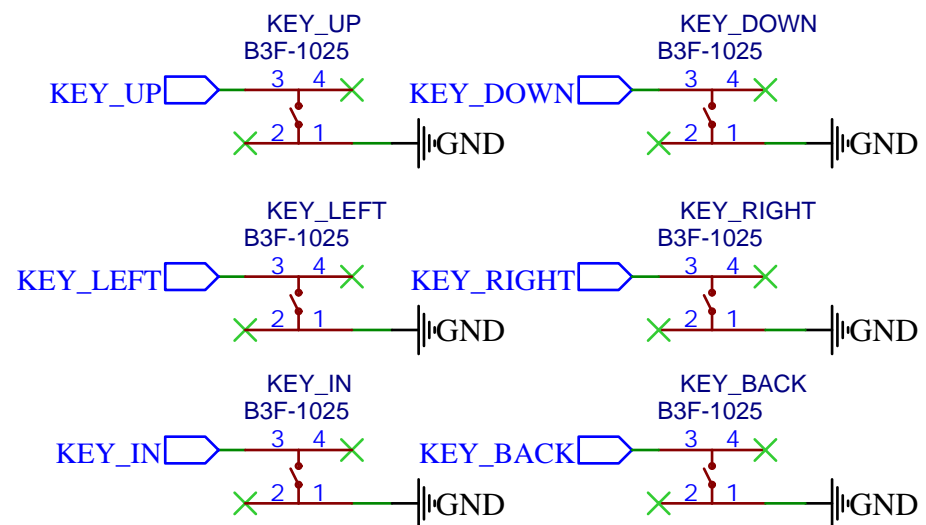 KEY_UP KEY_DOWN
B3F-1025 B3F-1025
KEY_UP 3 4 KEY_DOWN 3 4
2 1 GND 2 1 GND
KEY_LEFT KEY_RIGHT
B3F-1025 B3F-1025
KEY_LEFT 3 4 KEY_RIGHT 3 4
2 1 GND 2 1 GND
KEY_IN KEY_BACK
B3F-1025 B3F-1025
KEY_IN 3 4 KEY_BACK 3 4
2 1 GND 2 1 GND